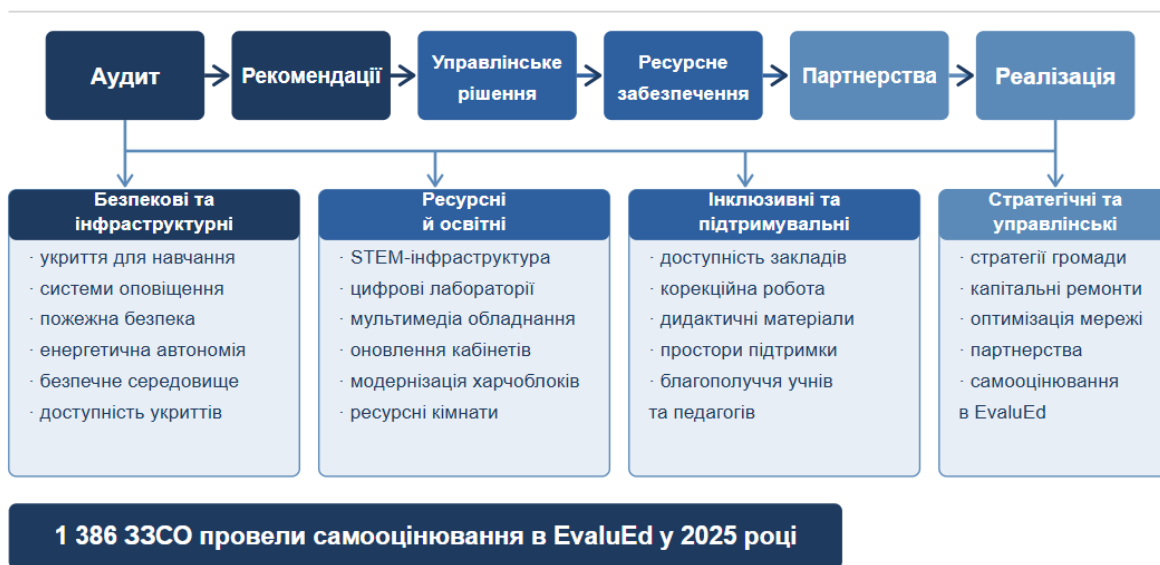 Аудит
Рекомендації
Управлінське
рішення
Ресурсне
забезпечення
Партнерства
Реалізація
Безпекові та
інфраструктурні
· укриття для навчання
· системи оповіщення
· пожежна безпека
· енергетична автономія
· безпечне середовище
· доступність укриттів
Ресурсні
й освітні
· STEM-інфраструктура
· цифрові лабораторії
· мультимедіа обладнання
· оновлення кабінетів
· модернізація харчоблоків
· ресурсні кімнати
Інклюзивні та
підтримувальні
· доступність закладів
· корекційна робота
· дидактичні матеріали
· простори підтримки
· благополуччя учнів
та педагогів
Стратегічні та
управлінські
· стратегії громади
· капітальні ремонти
· оптимізація мережі
· партнерства
· самооцінювання
в EvaluEd
1 386 ЗЗСО провели самооцінювання в EvaluEd у 2025 році